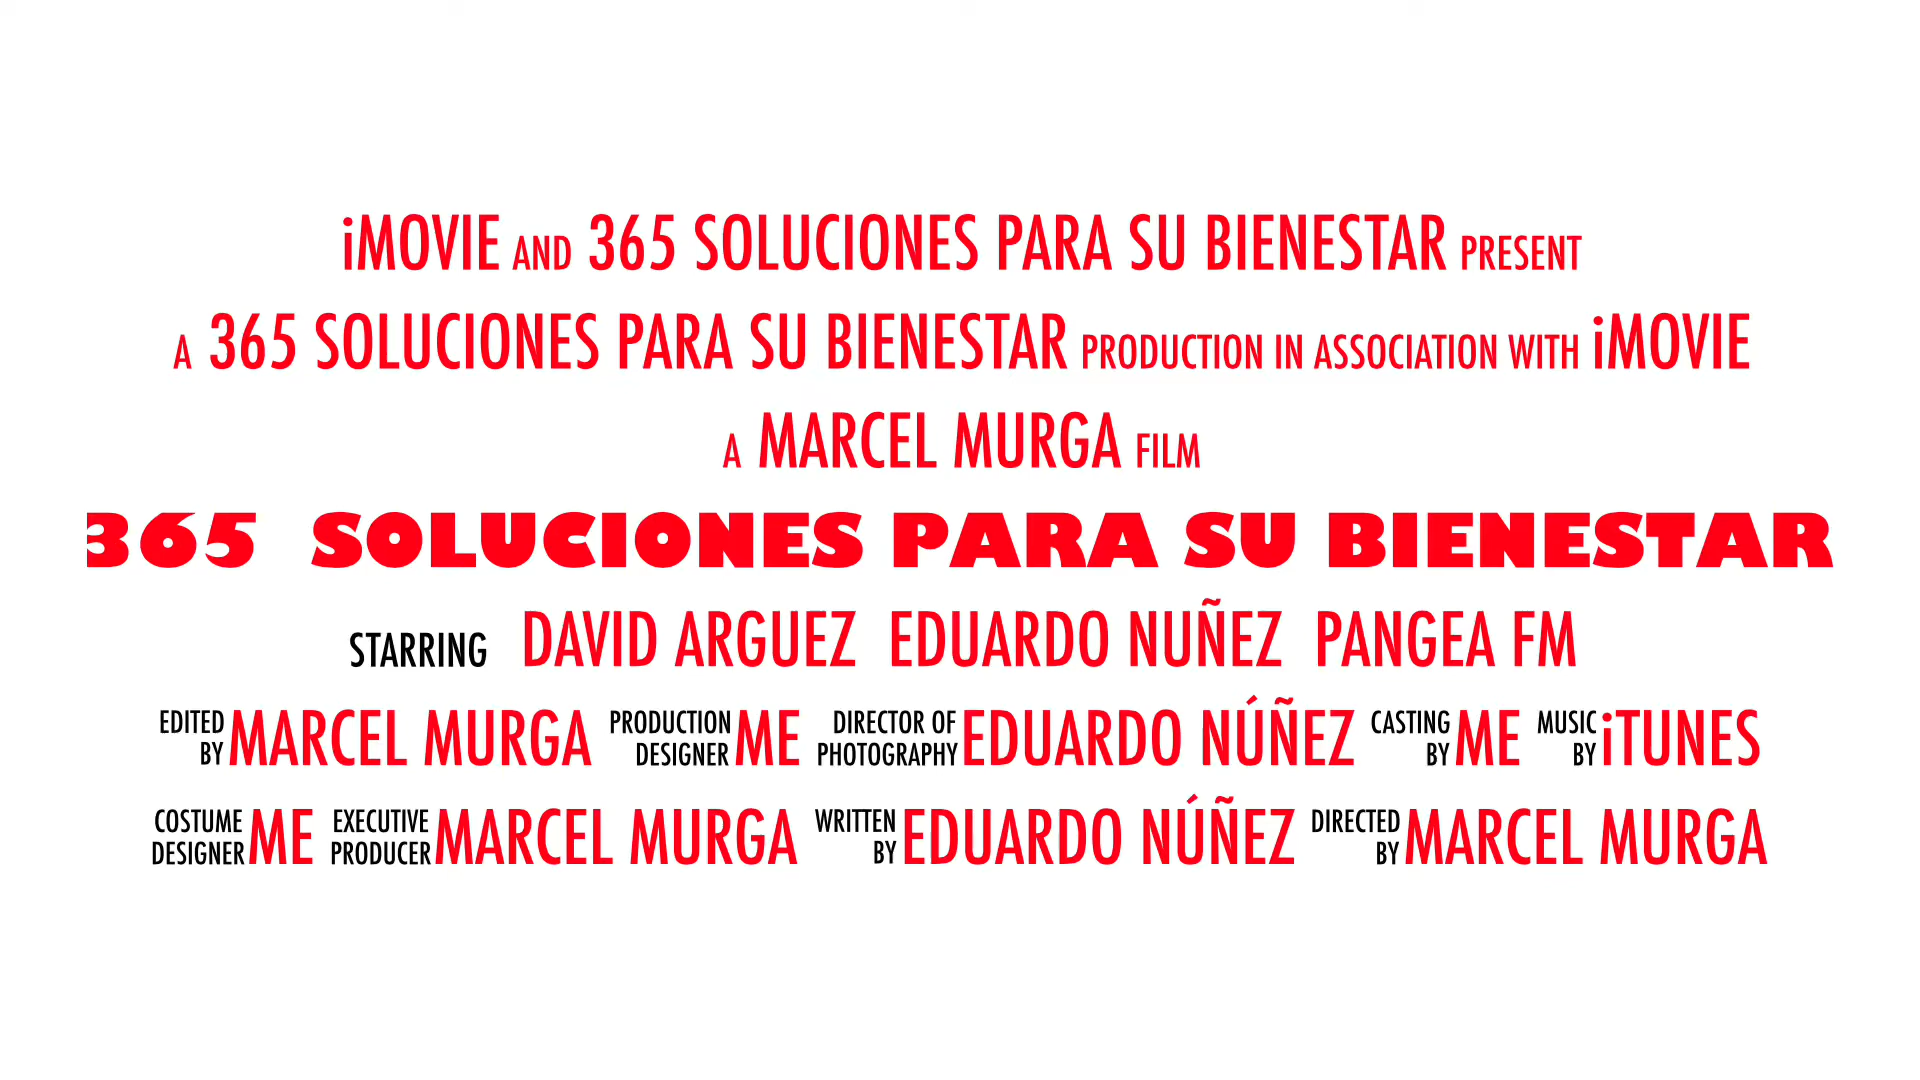 iMOVIE AND 365 SOLUCIONES PARA SU BIENESTAR PRESENT
A 365 SOLUCIONES PARA SU BIENESTAR PRODUCTION IN ASSOCIATION WITH iMOVIE
A MARCEL MURGA FILM
365 SOLUCIONES PARA SU BIENESTAR
STARRING DAVID ARGUEZ EDUARDO NUÑEZ PANGEA FM
EDITED BY MARCEL MURGA PRODUCTION DESIGNER ME DIRECTOR OF PHOTOGRAPHY EDUARDO NÚÑEZ CASTING BY ME MUSIC BY iTUNES
COSTUME DESIGNER ME EXECUTIVE PRODUCER MARCEL MURGA WRITTEN BY EDUARDO NÚÑEZ DIRECTED BY MARCEL MURGA